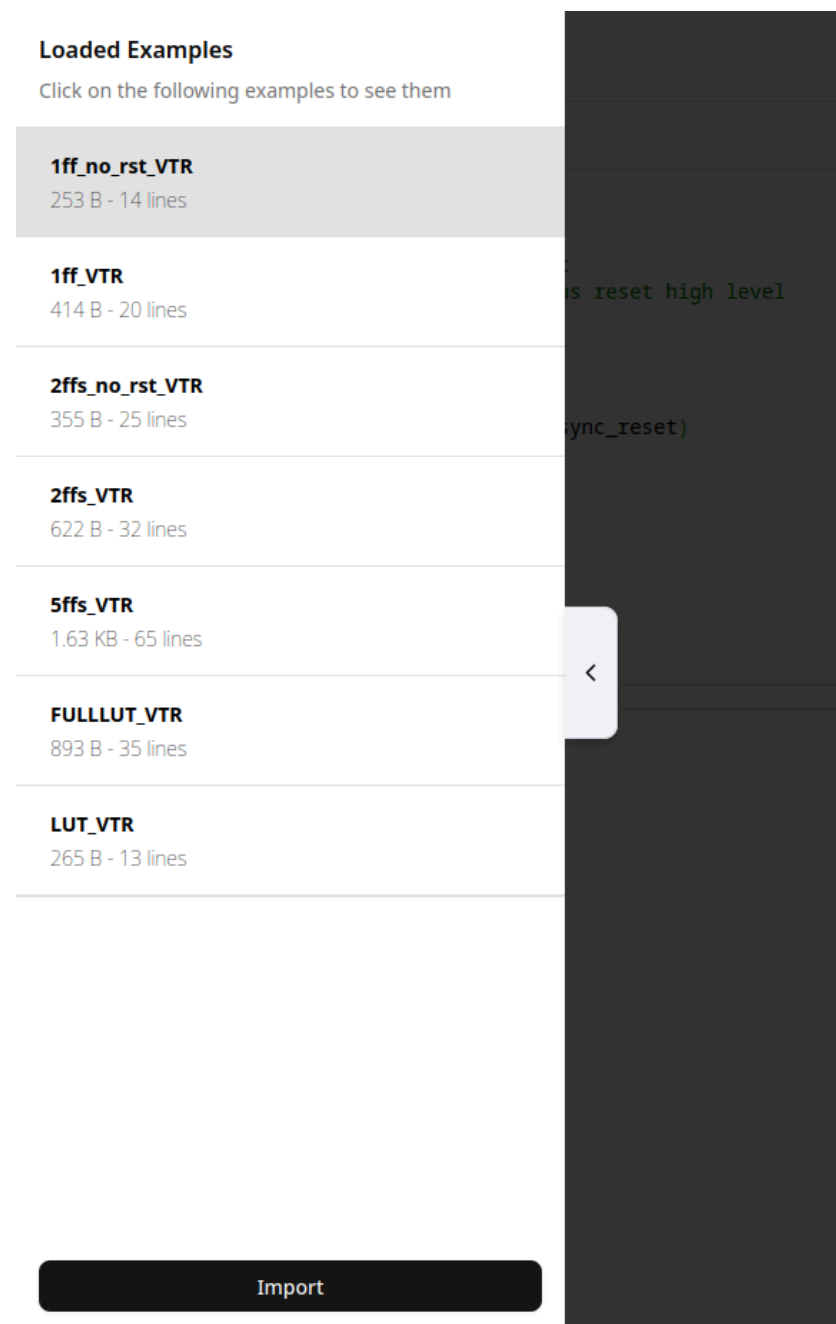 Loaded Examples
Click on the following examples to see them
1ff_no_rst_VTR
253 B - 14 lines
1ff_VTR
414 B - 20 lines
us reset high level
2ffs_no_rst_VTR
355 B - 25 lines
sync_reset)
2ffs_VTR
622 B - 32 lines
5ffs_VTR
1.63 KB - 65 lines
FULLLUT_VTR
893 B - 35 lines
LUT_VTR
265 B - 13 lines
Import